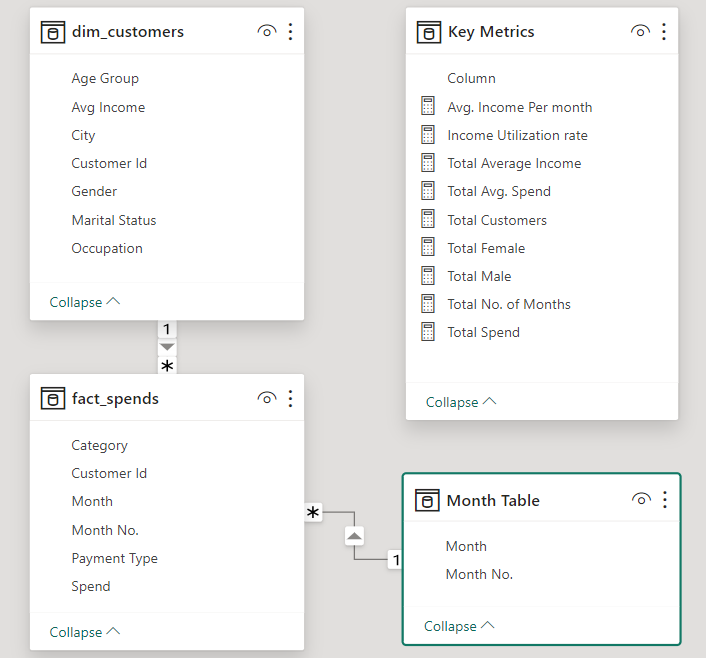 dim_customers
Age Group
Avg Income
City
Customer Id
Gender
Marital Status
Occupation
Collapse
1
*
fact_spends
Category
Customer Id
Month
Month No.
Payment Type
Spend
Collapse
*
1
Key Metrics
Column
Avg. Income Per month
Income Utilization rate
Total Average Income
Total Avg. Spend
Total Customers
Total Female
Total Male
Total No. of Months
Total Spend
Collapse
Month Table
Month
Month No.
Collapse